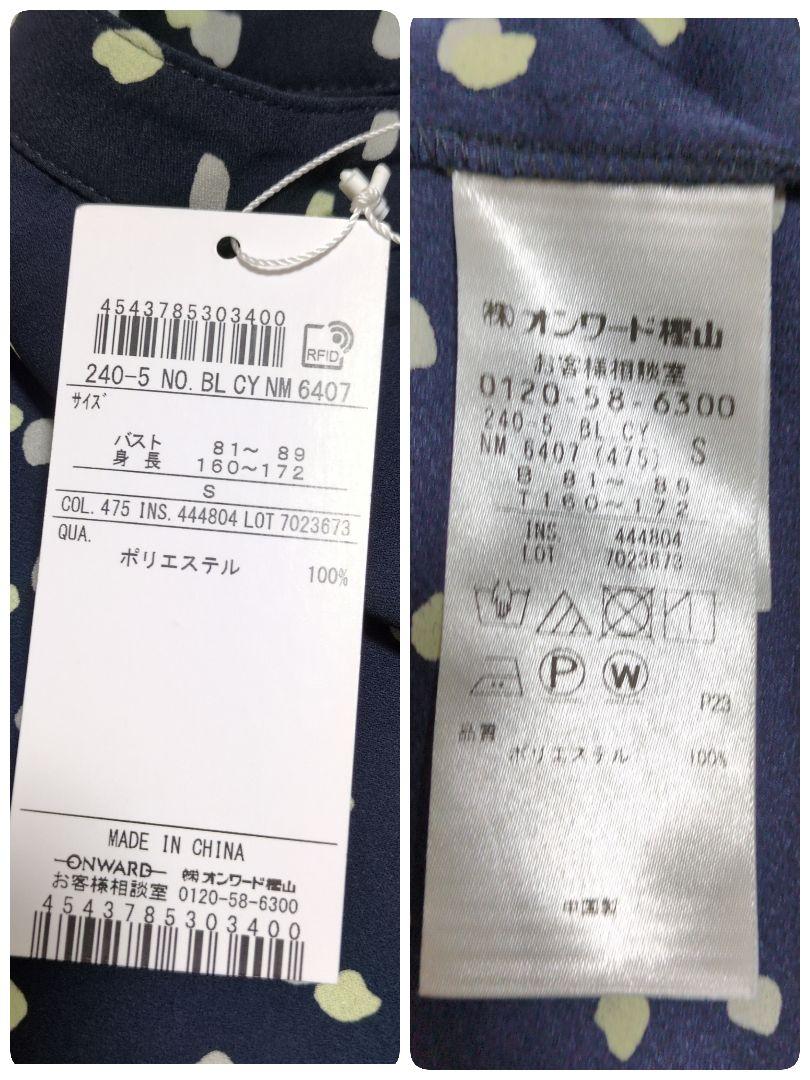 4543785303400
RFID
240-5 NO. BL CY NM 6407
サイズ
バスト 81～ 89
身長 160～172
S
COL. 475 INS. 444804 LOT 7023673
QUA.
ポリエステル 100%
MADE IN CHINA
ONWARD ㈱オンワード樫山
お客様相談室 0120-58-6300
4543785303400
㈱オンワード樫山
お客様相談室
0120-58-6300
240-5 BL CY
NM 6407 (475) S
B 81～ 89
T 160～172
INS 444804
LOT 7023673
P W
P23
品質
ポリエステル 100%
中国製